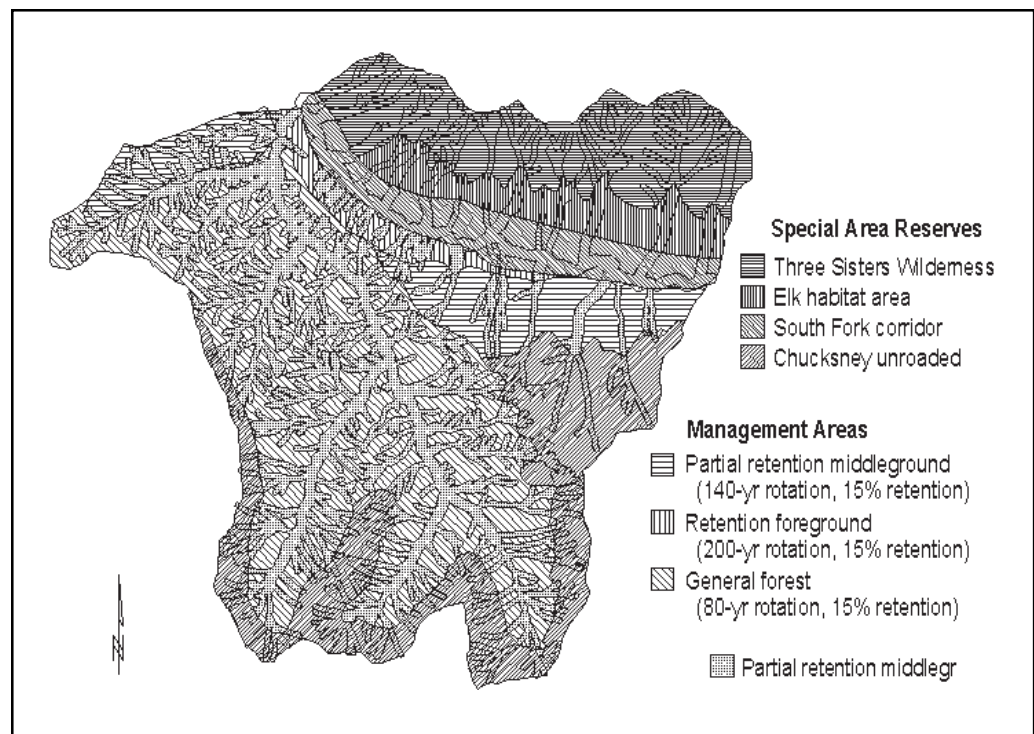 Special Area Reserves
Three Sisters Wilderness
Elk habitat area
South Fork corridor
Chucksney unroaded
Management Areas
Partial retention middleground
(140-yr rotation, 15% retention)
Retention foreground
(200-yr rotation, 15% retention)
General forest
(80-yr rotation, 15% retention)
Partial retention middlegr
N